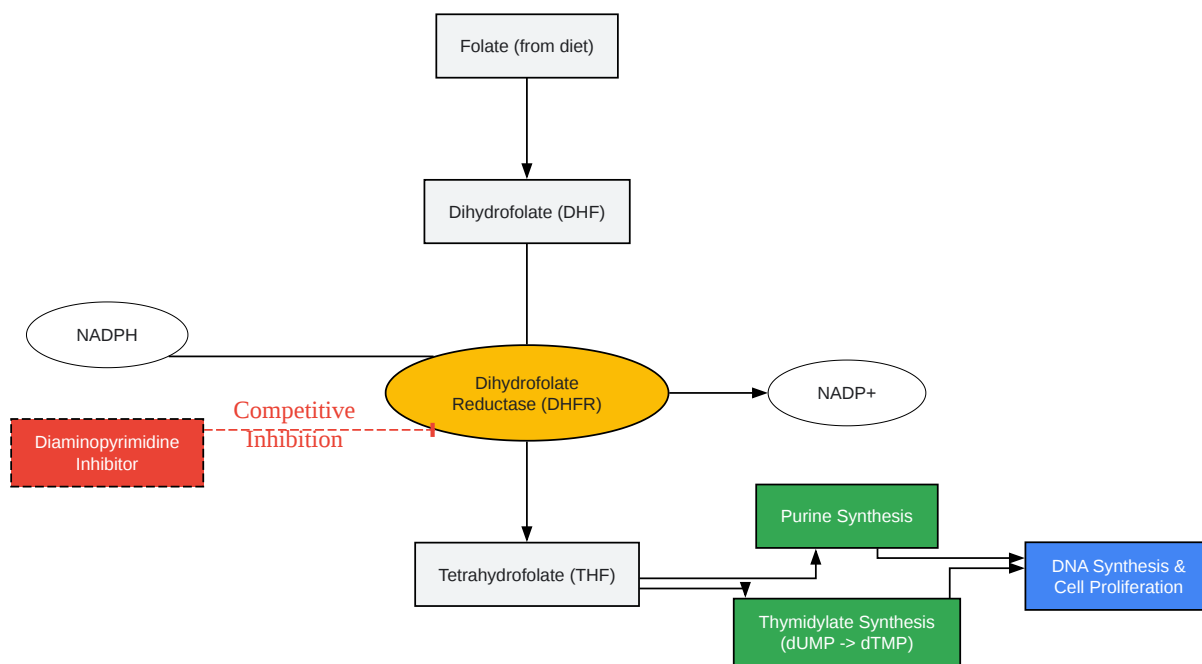 Folate (from diet)
Dihydrofolate (DHF)
NADPH
Dihydrofolate
Reductase (DHFR)
NADP+
Competitive
Inhibition
Diaminopyrimidine
Inhibitor
Purine Synthesis
Tetrahydrofolate (THF)
DNA Synthesis &
Cell Proliferation
Thymidylate Synthesis
(dUMP -> dTMP)